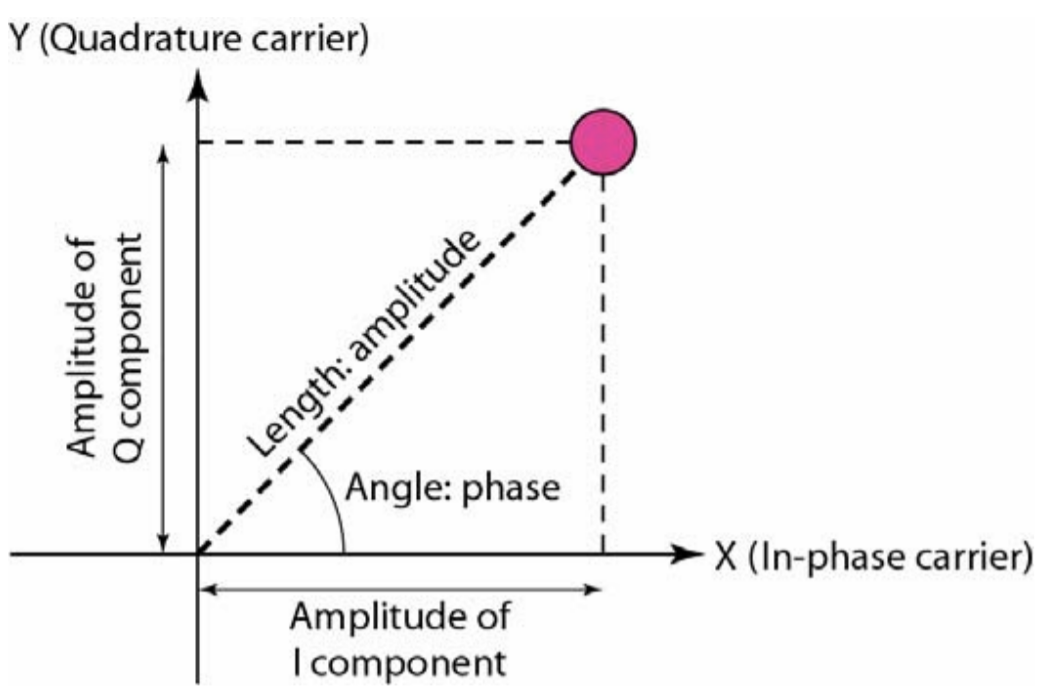 Y (Quadrature carrier)
Amplitude of
Q component
Length: amplitude
Angle: phase
X (In-phase carrier)
Amplitude of
I component